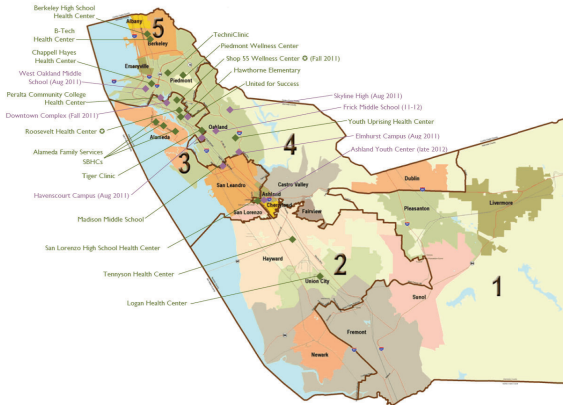 Berkeley High School
Health Center
B-Tech
Health Center
Chappell Hayes
Health Center
West Oakland Middle
School (Aug 2011)
Peralta Community College
Health Center
Downtown Complex (Fall 2011)
Roosevelt Health Center
Alameda Family Services
SBHCs
Tiger Clinic
Havenscourt Campus (Aug 2011)
Madison Middle School
San Lorenzo High School Health Center
Tennyson Health Center
Logan Health Center
TechniClinic
Piedmont Wellness Center
Shop 55 Wellness Center (Fall 2011)
Hawthorne Elementary
United for Success
Skyline High (Aug 2011)
Frick Middle School (11-12)
Youth Uprising Health Center
Elmhurst Campus (Aug 2011)
Ashland Youth Center (late 2012)
Albany
5
Berkeley
Emeryville
Piedmont
Oakland
Alameda
4
3
San Leandro
Ashland
Castro Valley
San Lorenzo
Cherryland
Fairview
Dublin
Pleasanton
Livermore
Hayward
2
Union City
Sunol
1
Fremont
Newark